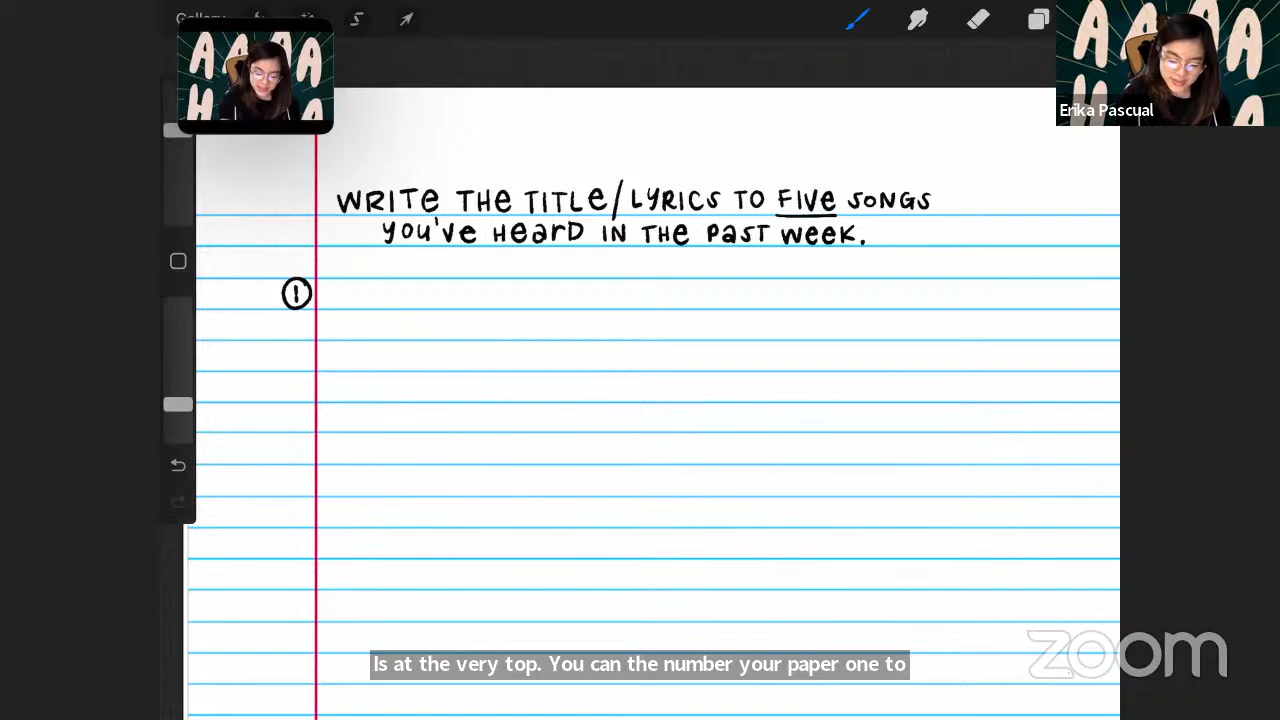 Gallery
A A A A
H A
A A A A
A
Erika Pascual
WRITE THE TITLE/LYRICS TO FIVE SONGS
YOU'VE HEARD IN THE PAST WEEK.
1
Is at the very top. You can the number your paper one to
zoom